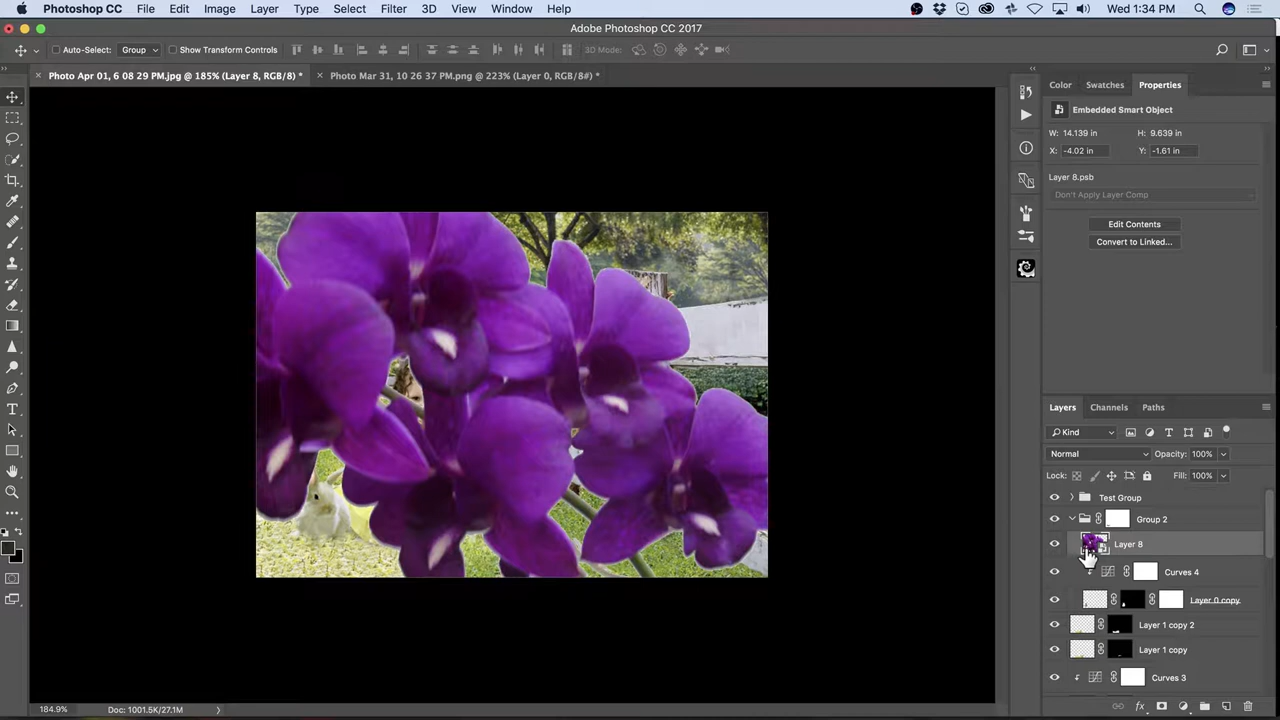 Photoshop CC File Edit Image Layer Type Select Filter 3D View Window Help Wed 1:34 PM
Adobe Photoshop CC 2017
Auto-Select: Group Show Transform Controls 3D Mode:
× Photo Apr 01, 6 08 29 PM.jpg @ 185% (Layer 8, RGB/8) * × Photo Mar 31, 10 26 37 PM.png @ 223% (Layer 0, RGB/8#) *
Color Swatches Properties
Embedded Smart Object
W: 14.139 in H: 9.639 in
X: -4.02 in Y: -1.61 in
Layer 8.psb
Don't Apply Layer Comp
Edit Contents
Convert to Linked...
Layers Channels Paths
Kind
Normal Opacity: 100%
Lock: Fill: 100%
Test Group
Group 2
Layer 8
Curves 4
Layer 0 copy
Layer 1 copy 2
Layer 1 copy
Curves 3
184.9% Doc: 1001.5K/27.1M